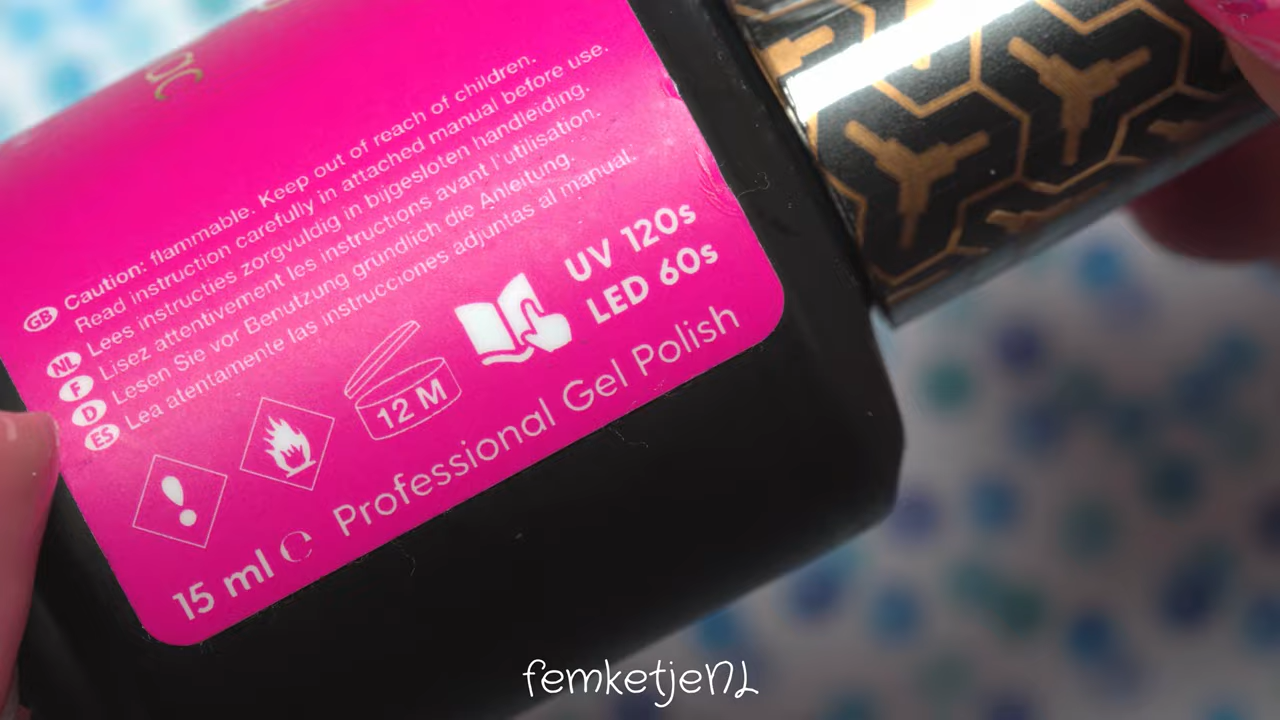 GB Caution: flammable. Keep out of reach of children.
Read instruction carefully in attached manual before use.
NL Lees instructies zorgvuldig in bijgesloten handleiding.
F Lisez attentivement les instructions avant l'utilisation.
D Lesen Sie vor Benutzung gründlich die Anleitung.
ES Lea atentamente las instrucciones adjuntas al manual.
12 M
UV 120s
LED 60s
15 ml ℮ Professional Gel Polish
femketjeNL